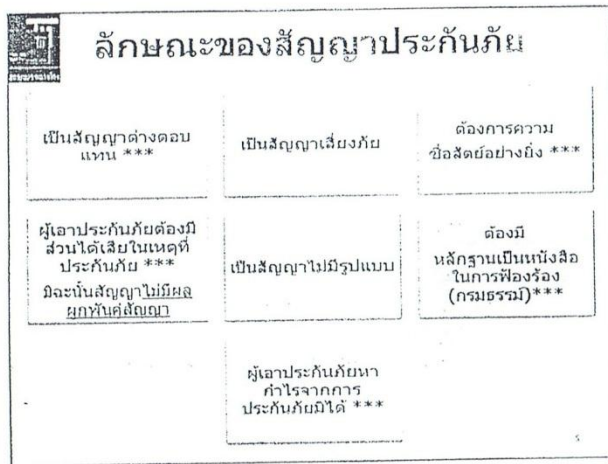 ลักษณะของสัญญาประกันภัย
เป็นสัญญาต่างตอบ
แทน ***
เป็นสัญญาเสี่ยงภัย
ต้องการความ
ซื่อสัตย์อย่างยิ่ง ***
ผู้เอาประกันภัยต้องมี
ส่วนได้เสียในเหตุที่
ประกันภัย ***
มิฉะนั้นสัญญาไม่มีผล
ผูกพันคู่สัญญา
เป็นสัญญาไม่มีรูปแบบ
ต้องมี
หลักฐานเป็นหนังสือ
ในการฟ้องร้อง
(กรมธรรม์)***
ผู้เอาประกันภัยหา
กำไรจากการ
ประกันภัยมิได้ ***